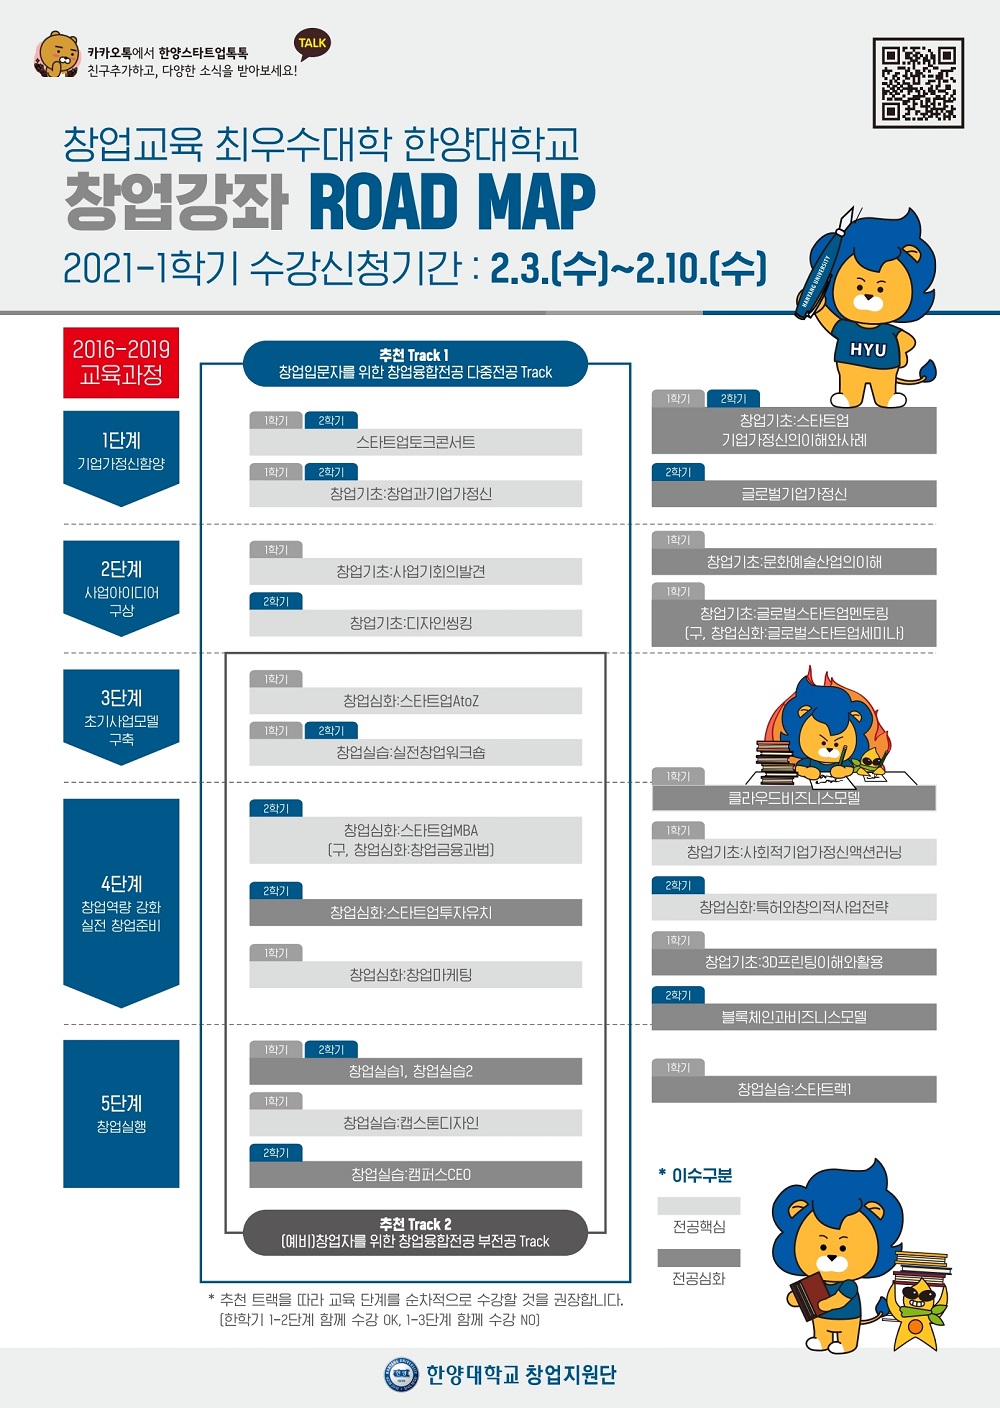 카카오톡에서 한양스타트업톡톡
친구추가하고, 다양한 소식을 받아보세요!
TALK
창업교육 최우수대학 한양대학교
창업강좌 ROAD MAP
2021-1학기 수강신청기간 : 2.3.(수)~2.10.(수)
HANYANG UNIVERSITY
HYU
2016-2019
교육과정
추천 Track 1
창업입문자를 위한 창업융합전공 다중전공 Track
1단계
기업가정신함양
1학기 2학기
스타트업토크콘서트
1학기 2학기
창업기초:창업과기업가정신
1학기 2학기
창업기초:스타트업
기업가정신의이해와사례
2학기
글로벌기업가정신
2단계
사업아이디어
구상
1학기
창업기초:사업기회의발견
2학기
창업기초:디자인씽킹
1학기
창업기초:문화예술산업의이해
1학기
창업기초:글로벌스타트업멘토링
(구, 창업심화:글로벌스타트업세미나)
3단계
초기사업모델
구축
1학기
창업심화:스타트업AtoZ
1학기 2학기
창업실습:실전창업워크숍
4단계
창업역량 강화
실전 창업준비
2학기
창업심화:스타트업MBA
(구, 창업심화:창업금융과법)
2학기
창업심화:스타트업투자유치
1학기
창업심화:창업마케팅
1학기
클라우드비즈니스모델
1학기
창업기초:사회적기업가정신액션러닝
2학기
창업심화:특허와창의적사업전략
1학기
창업기초:3D프린팅이해와활용
2학기
블록체인과비즈니스모델
5단계
창업실행
1학기 2학기
창업실습1, 창업실습2
1학기
창업실습:캡스톤디자인
2학기
창업실습:캠퍼스CEO
1학기
창업실습:스타트랙1
추천 Track 2
(예비)창업자를 위한 창업융합전공 부전공 Track
* 이수구분
전공핵심
전공심화
* 추천 트랙을 따라 교육 단계를 순차적으로 수강할 것을 권장합니다.
(한학기 1-2단계 함께 수강 OK, 1-3단계 함께 수강 NO)
한양대학교 창업지원단